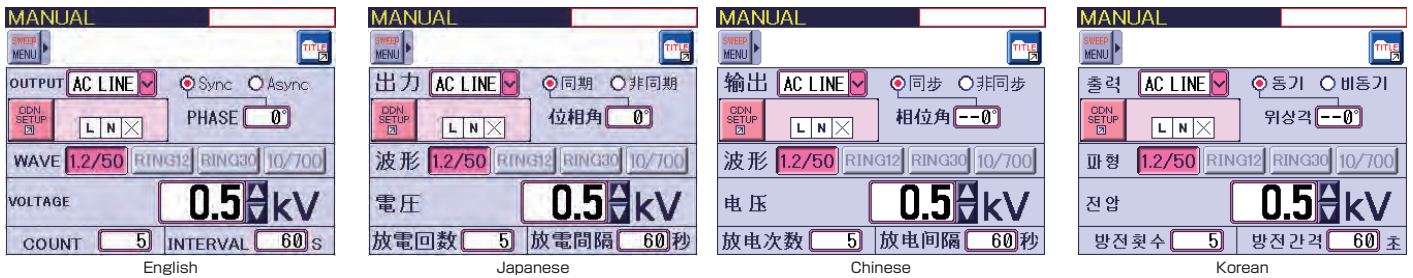 MANUAL
SWEEP
MENU
TITLE
OUTPUT AC LINE Sync Async
CDN
SETUP
L N
PHASE 0°
WAVE 1.2/50 RING12 RING30 10/700
VOLTAGE 0.5 kV
COUNT 5 INTERVAL 60 s
English
MANUAL
SWEEP
MENU
TITLE
出力 AC LINE 同期 非同期
CDN
SETUP
L N
位相角 0°
波形 1.2/50 RING12 RING30 10/700
電圧 0.5 kV
放電回数 5 放電間隔 60 秒
Japanese
MANUAL
SWEEP
MENU
TITLE
输出 AC LINE 同步 非同步
CDN
SETUP
L N
相位角 --0°
波形 1.2/50 RING12 RING30 10/700
电压 0.5 kV
放电次数 5 放电间隔 60 秒
Chinese
MANUAL
SWEEP
MENU
TITLE
출력 AC LINE 동기 비동기
CDN
SETUP
L N
위상각 --0°
파형 1.2/50 RING12 RING30 10/700
전압 0.5 kV
방전횟수 5 방전간격 60 초
Korean